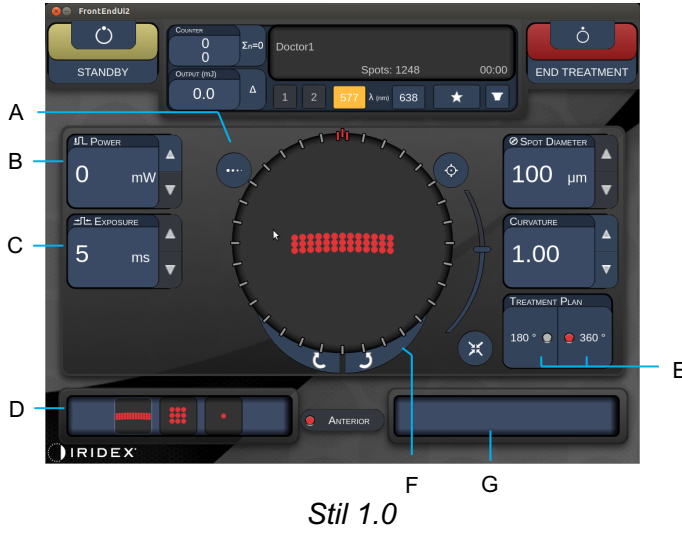 FrontEndUI2
STANDBY
COUNTER
0
0
Σn=0
OUTPUT (mJ)
0.0
Δ
Doctor1
Spots: 1248
00:00
1
2
577
λ (nm)
638
END TREATMENT
A
B
POWER
0
mW
C
EXPOSURE
5
ms
SPOT DIAMETER
100
μm
CURVATURE
1.00
TREATMENT PLAN
180 °
360 °
E
D
ANTERIOR
IRIDEX
F
G
Stil 1.0